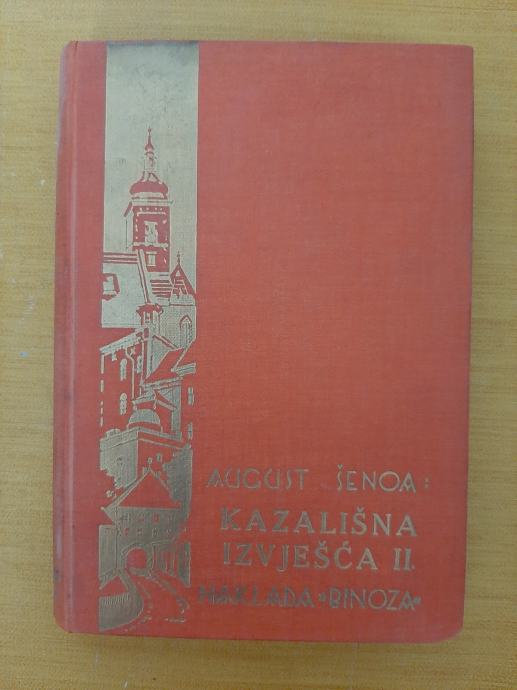 AUGUST ŠENOA:
KAZALIŠNA
IZVJEŠĆA II.
NAKLADA »BINOZA«